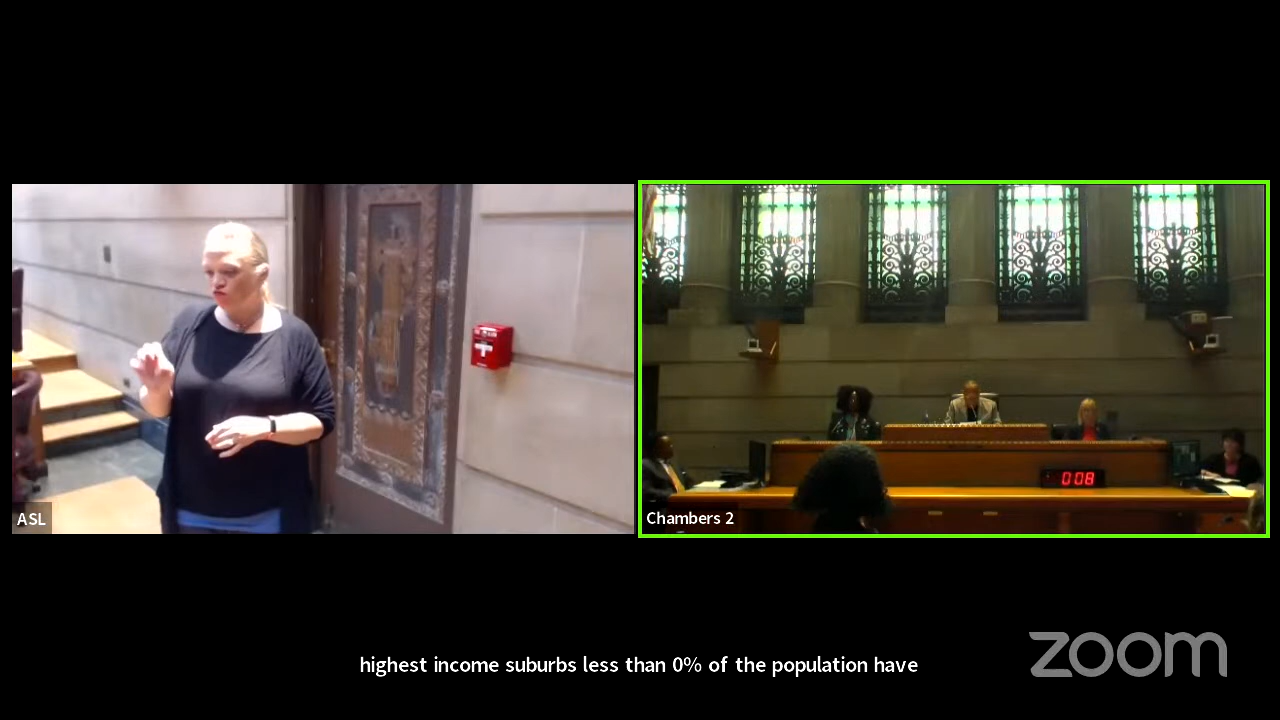 ASL
Chambers 2
0:08
highest income suburbs less than 0% of the population have
zoom